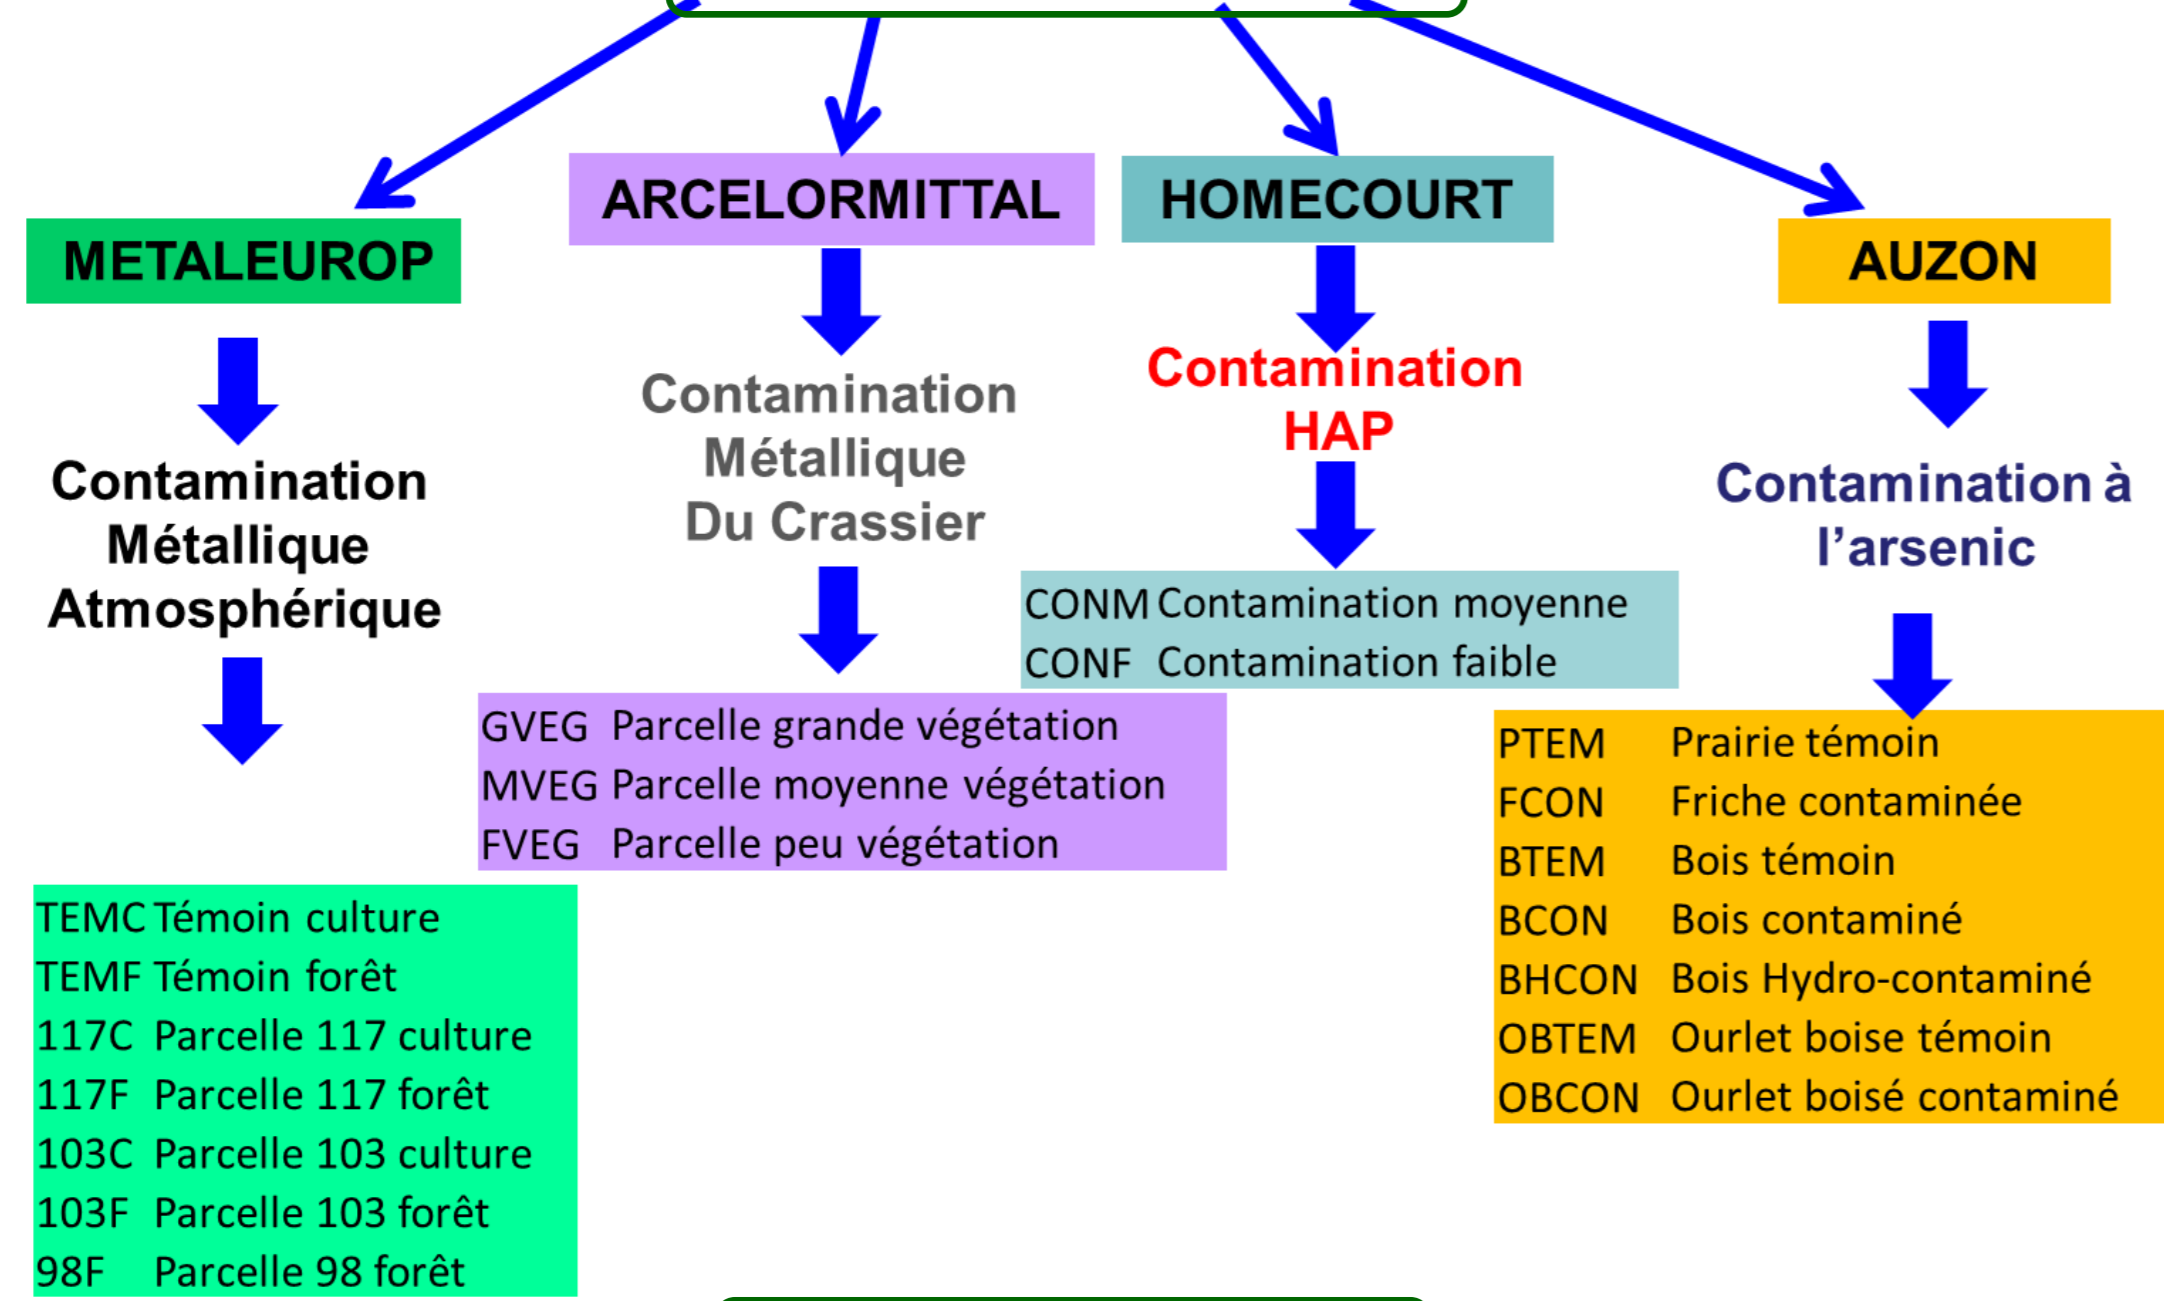 METALEUROP
Contamination
Métallique
Atmosphérique
TEMC Témoin culture
TEMF Témoin forêt
117C Parcelle 117 culture
117F Parcelle 117 forêt
103C Parcelle 103 culture
103F Parcelle 103 forêt
98F Parcelle 98 forêt
ARCELORMITTAL
Contamination
Métallique
Du Crassier
GVEG Parcelle grande végétation
MVEG Parcelle moyenne végétation
FVEG Parcelle peu végétation
HOMECOURT
Contamination
HAP
CONM Contamination moyenne
CONF Contamination faible
AUZON
Contamination à
l’arsenic
PTEM Prairie témoin
FCON Friche contaminée
BTEM Bois témoin
BCON Bois contaminé
BHCON Bois Hydro-contaminé
OBTEM Ourlet boise témoin
OBCON Ourlet boisé contaminé